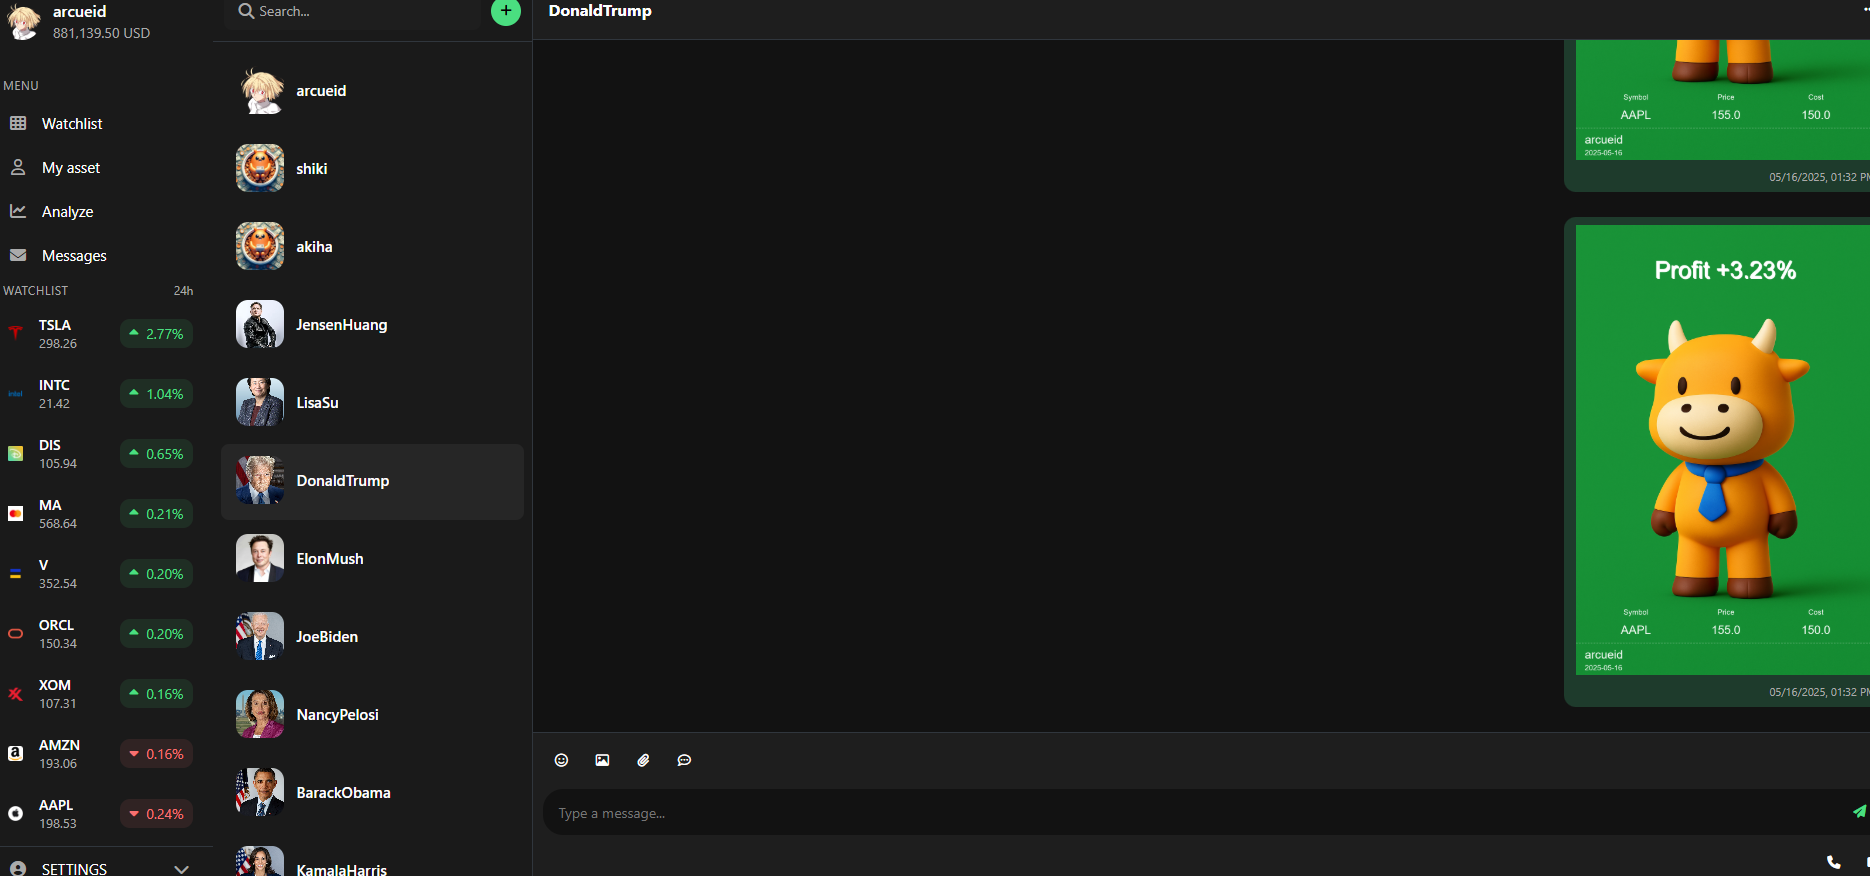 arcueid
881,139.50 USD
MENU
Watchlist
My asset
Analyze
Messages
WATCHLIST 24h
TSLA
298.26
2.77%
INTC
21.42
1.04%
DIS
105.94
0.65%
MA
568.64
0.21%
V
352.54
0.20%
ORCL
150.34
0.20%
XOM
107.31
0.16%
AMZN
193.06
0.16%
AAPL
198.53
0.24%
SETTINGS
Search...
+
arcueid
shiki
akiha
JensenHuang
LisaSu
DonaldTrump
ElonMush
JoeBiden
NancyPelosi
BarackObama
KamalaHarris
DonaldTrump
Symbol Price Cost
AAPL 155.0 150.0
arcueid
2025-05-16
05/16/2025, 01:32 PM
Profit +3.23%
Symbol Price Cost
AAPL 155.0 150.0
arcueid
2025-05-16
05/16/2025, 01:32 PM
Type a message...